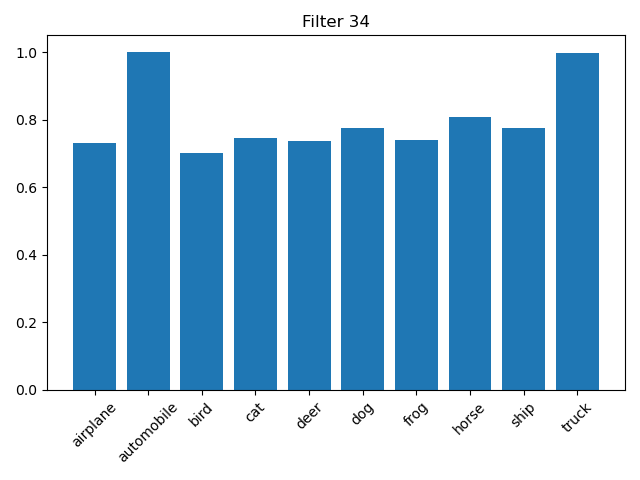 Filter 34
1.0
0.8
0.6
0.4
0.2
0.0
airplane
automobile
bird
cat
deer
dog
frog
horse
ship
truck